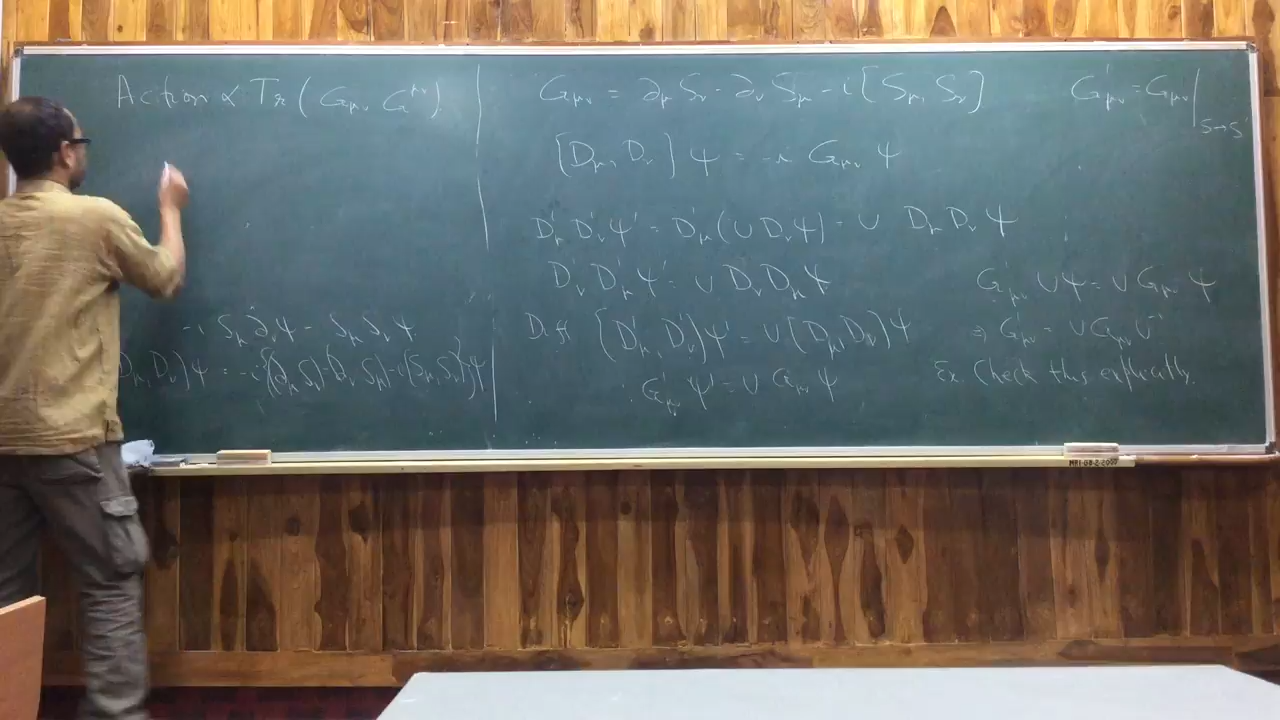 Action ∝ Tr (G_{μν} G^{μν}).
-i S_μ ∂_ν ψ - S_μ S_ν ψ
D_μ, D_ν) ψ = -i {(∂_μ S_ν) - (∂_ν S_μ) - i [S_μ, S_ν]} ψ
G_{μν} = ∂_μ S_ν - ∂_ν S_μ - i [S_μ, S_ν]
G'_{μν} = G_{μν} |_{S→S'}
[D_μ, D_ν] ψ = -i G_{μν} ψ
D'_μ D'_ν ψ' = D'_μ (U D_ν ψ) = U D_μ D_ν ψ
D'_ν D'_μ ψ' = U D_ν D_μ ψ
Diff [D'_μ, D'_ν] ψ' = U [D_μ, D_ν] ψ
∴ G'_{μν} ψ' = U G_{μν} ψ
G'_{μν} U ψ = U G_{μν} ψ
⇒ G'_{μν} = U G_{μν} U^{-1}
Ex. Check this explicitly.